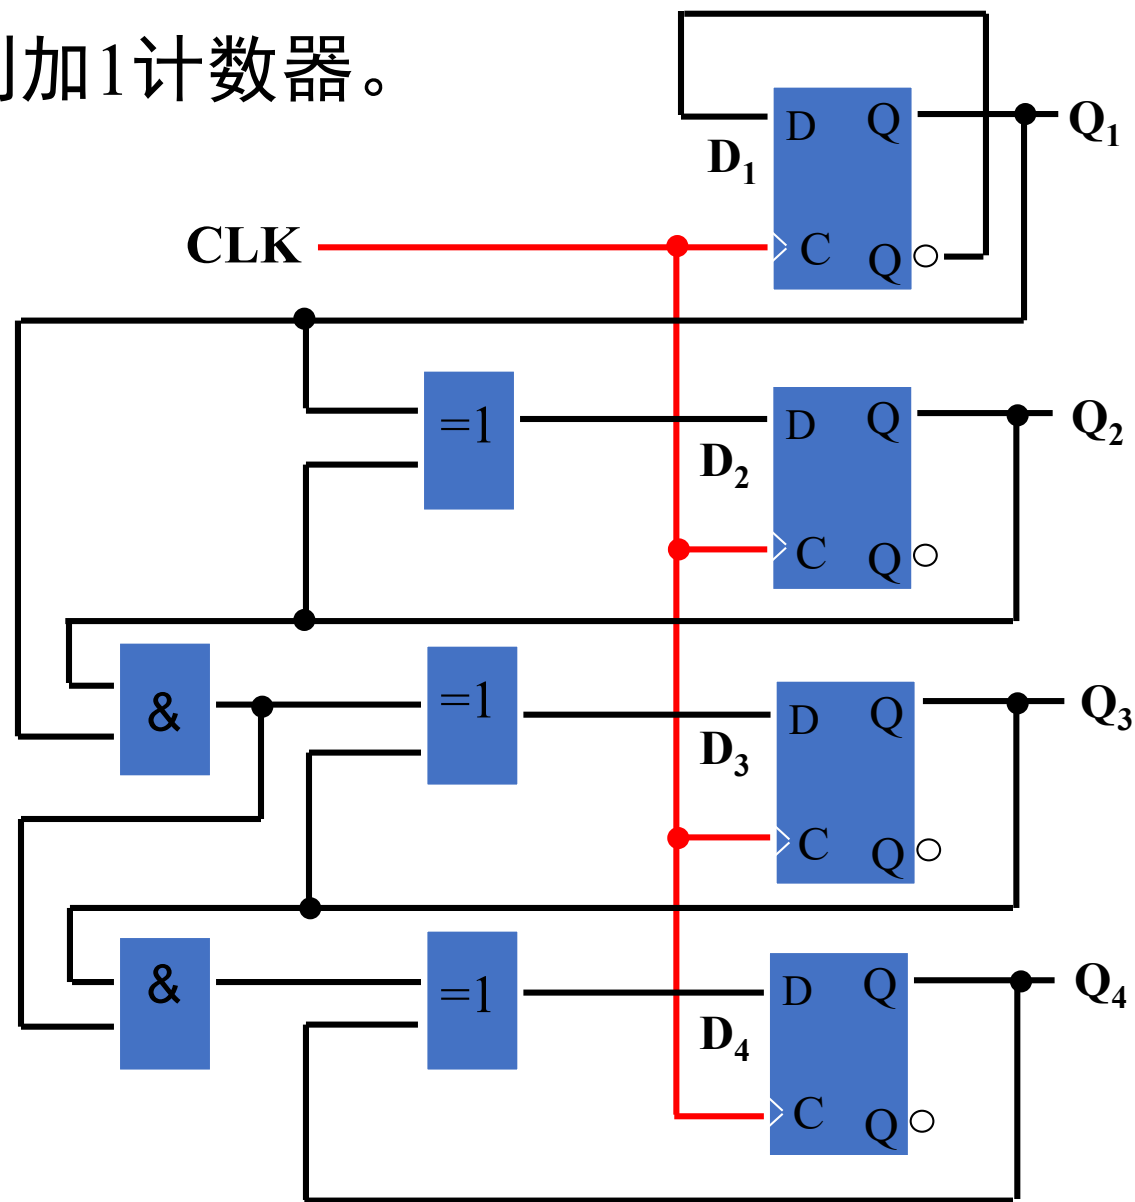 加1计数器。
D Q Q₁
D₁
CLK
C Q
=1
D Q Q₂
D₂
C Q
&
=1
D Q Q₃
D₃
C Q
&
=1
D Q Q₄
D₄
C Q